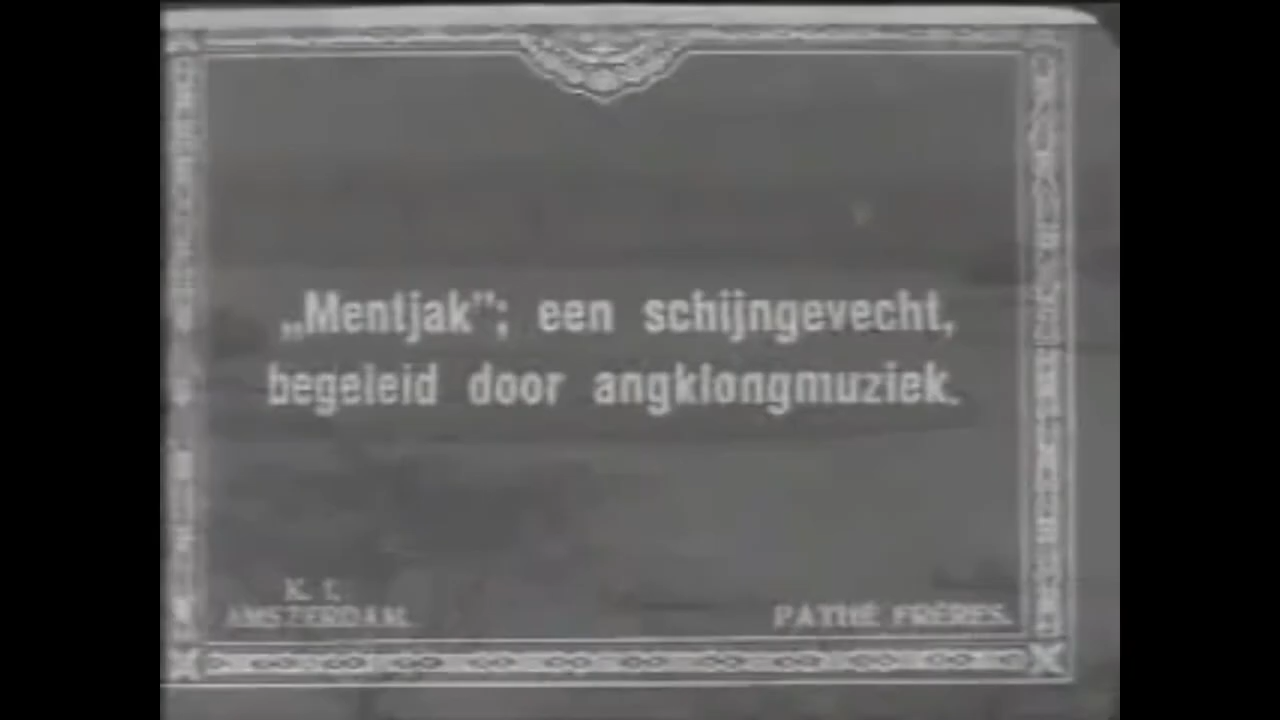 „Mentjak”; een schijngevecht,
begeleid door angklongmuziek.
K. I.
AMSTERDAM.
PATHÉ FRÈRES.